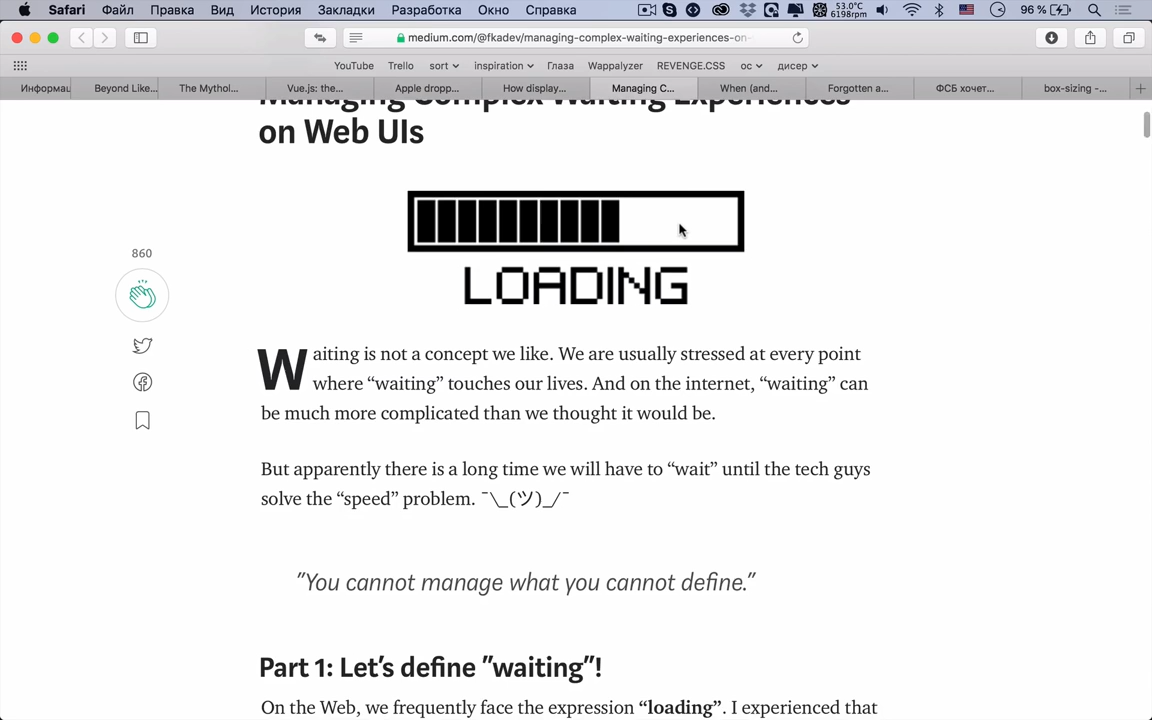 Safari Файл Правка Вид История Закладки Разработка Окно Справка 53.0°C 6198rpm 96 %
medium.com/@fkadev/managing-complex-waiting-experiences-on-
YouTube Trello sort inspiration Глаза Wappalyzer REVENGE.CSS ос дисер
Информац Beyond Like... The Mythol... Vue.js: the... Apple dropp... How display... Managing C... When (and... Forgotten a... ФСБ хочет... box-sizing -...
Managing Complex Waiting Experiences
on Web UIs
LOADING
860
Waiting is not a concept we like. We are usually stressed at every point
where “waiting” touches our lives. And on the internet, “waiting” can
be much more complicated than we thought it would be.
But apparently there is a long time we will have to “wait” until the tech guys
solve the “speed” problem. ¯\_(ツ)_/¯
”You cannot manage what you cannot define.”
Part 1: Let’s define ”waiting”!
On the Web, we frequently face the expression “loading”. I experienced that